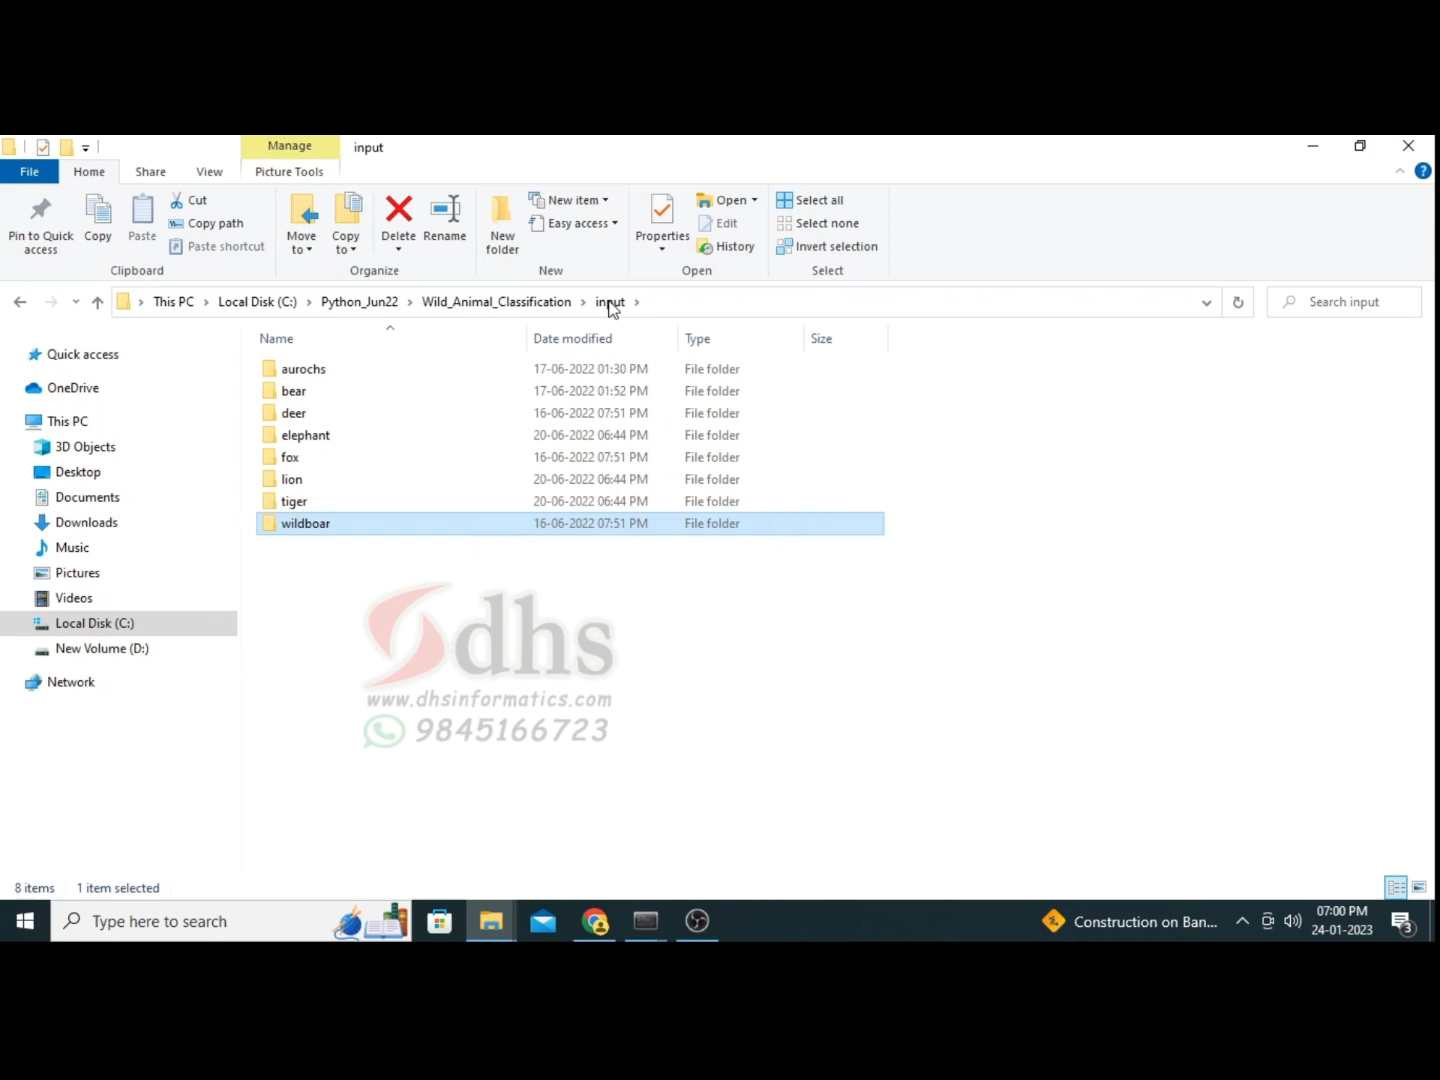 Manage
input
File
Home
Share
View
Picture Tools
Pin to Quick access
Copy
Paste
Cut
Copy path
Paste shortcut
Clipboard
Move to
Copy to
Delete
Rename
Organize
New folder
New item
Easy access
New
Properties
Open
Edit
History
Open
Select all
Select none
Invert selection
Select
This PC > Local Disk (C:) > Python_Jun22 > Wild_Animal_Classification > input >
Search input
Name Date modified Type Size
aurochs 17-06-2022 01:30 PM File folder
bear 17-06-2022 01:52 PM File folder
deer 16-06-2022 07:51 PM File folder
elephant 20-06-2022 06:44 PM File folder
fox 16-06-2022 07:51 PM File folder
lion 20-06-2022 06:44 PM File folder
tiger 20-06-2022 06:44 PM File folder
wildboar 16-06-2022 07:51 PM File folder
Quick access
OneDrive
This PC
3D Objects
Desktop
Documents
Downloads
Music
Pictures
Videos
Local Disk (C:)
New Volume (D:)
Network
dhs
www.dhsinformatics.com
9845166723
8 items 1 item selected
Type here to search
Construction on Ban...
07:00 PM
24-01-2023
3